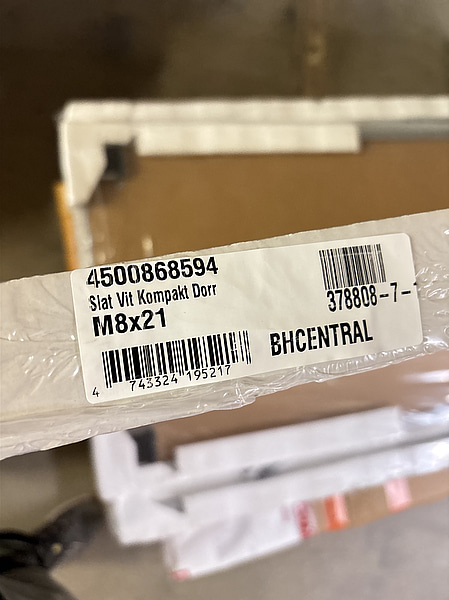 4500868594
Slat Vit Kompakt Dorr
M8x21
378808-7-
BHCENTRAL
4 743324 195217